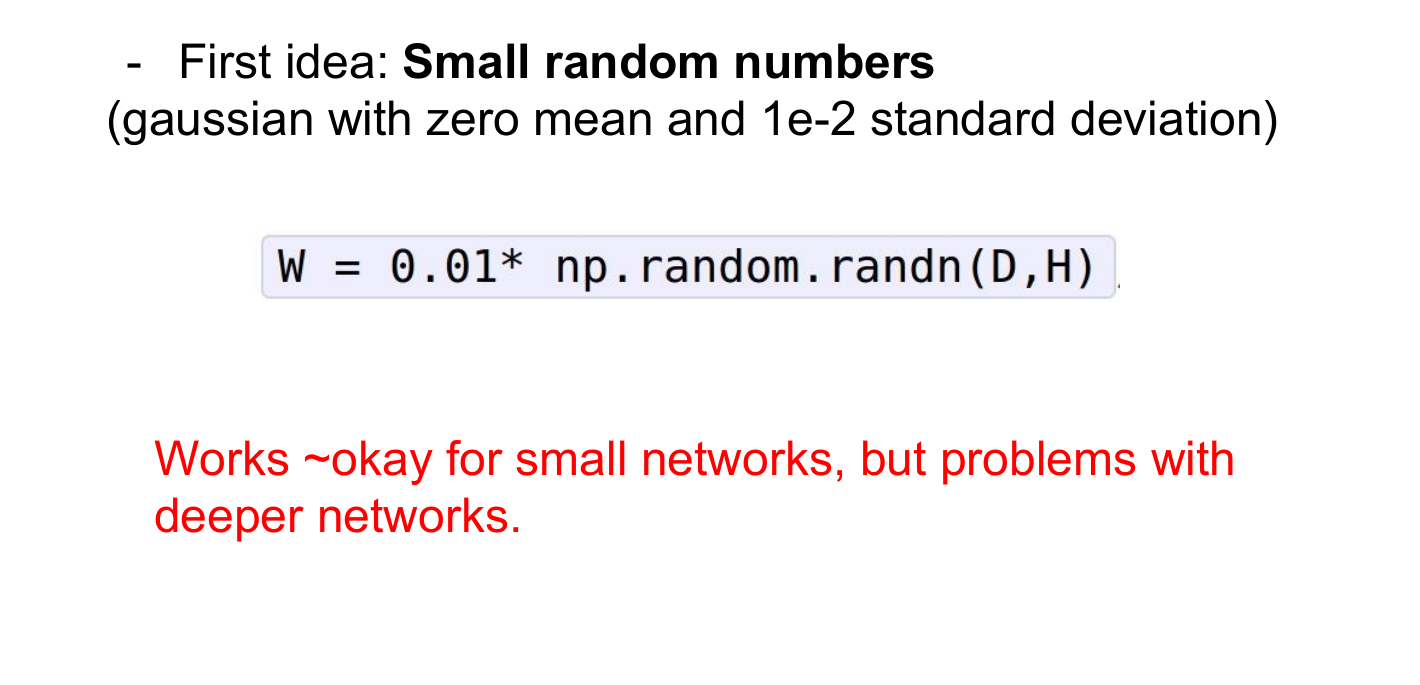 - First idea: Small random numbers
(gaussian with zero mean and 1e-2 standard deviation)
W = 0.01* np.random.randn(D,H)
Works ~okay for small networks, but problems with
deeper networks.